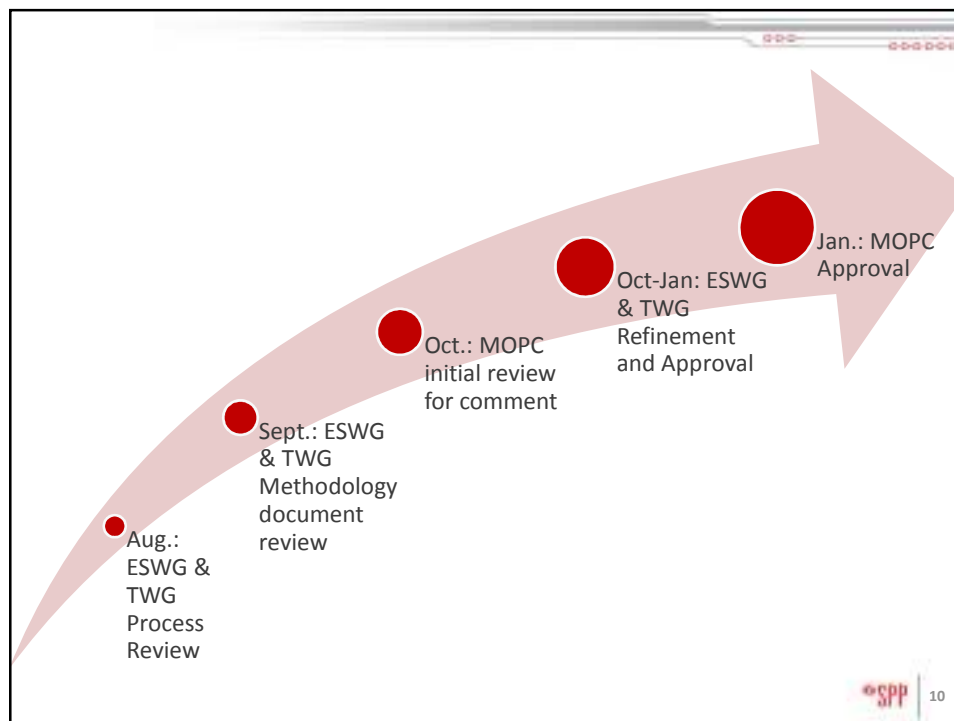 Aug.:
ESWG &
TWG
Process
Review
Sept.: ESWG
& TWG
Methodology
document
review
Oct.: MOPC
initial review
for comment
Oct-Jan: ESWG
& TWG
Refinement
and Approval
Jan.: MOPC
Approval
SPP
10